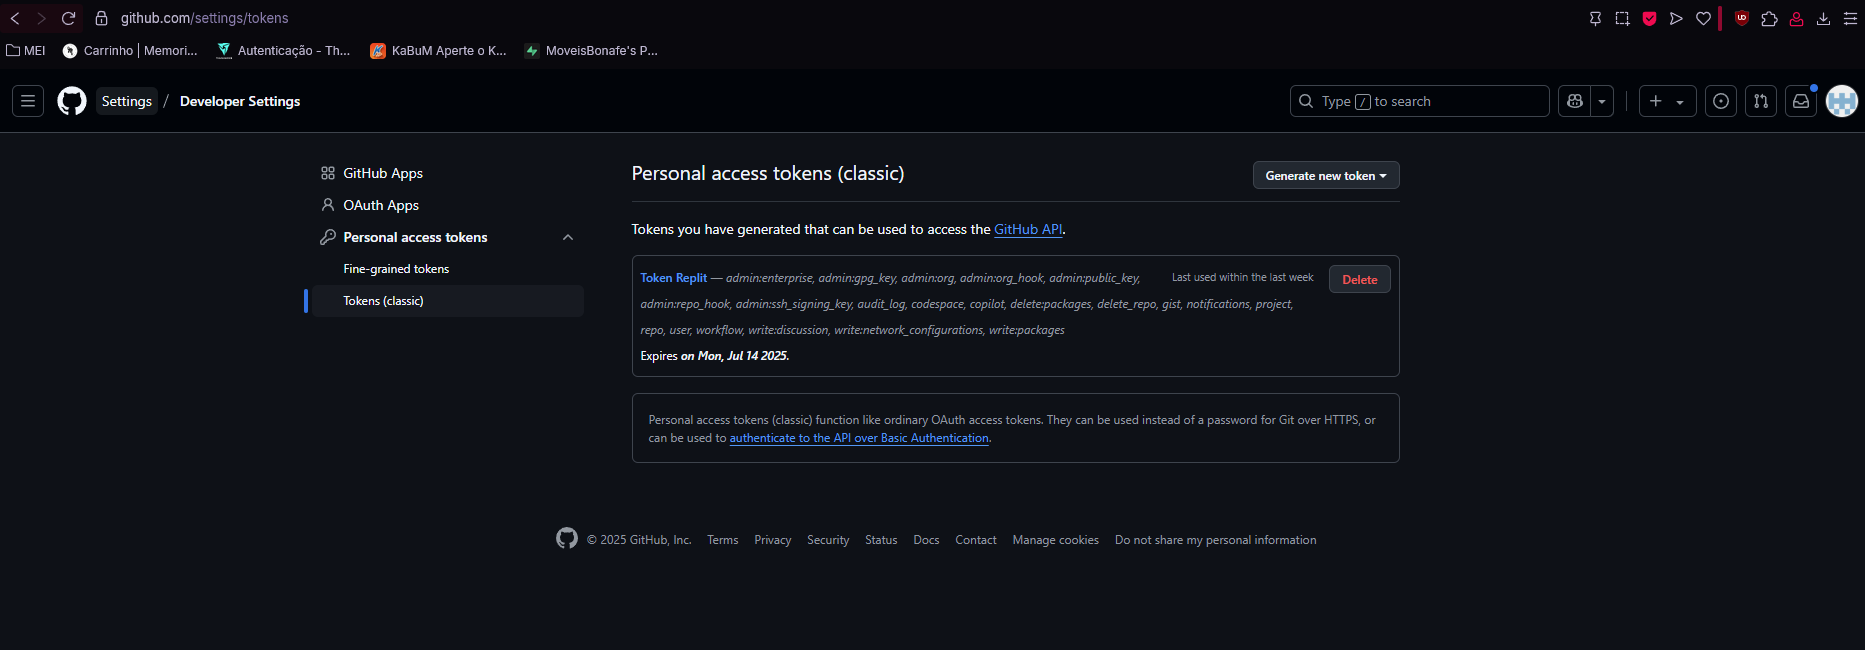 github.com/settings/tokens
MEI
Carrinho | Memori...
Autenticação - Th...
KaBuM Aperte o K...
MoveisBonafe's P...
Settings / Developer Settings
Type / to search
GitHub Apps
OAuth Apps
Personal access tokens
Fine-grained tokens
Tokens (classic)
Personal access tokens (classic)
Generate new token
Tokens you have generated that can be used to access the GitHub API.
Token Replit — admin:enterprise, admin:gpg_key, admin:org, admin:org_hook, admin:public_key,
Last used within the last week
Delete
admin:repo_hook, admin:ssh_signing_key, audit_log, codespace, copilot, delete:packages, delete_repo, gist, notifications, project,
repo, user, workflow, write:discussion, write:network_configurations, write:packages
Expires on Mon, Jul 14 2025.
Personal access tokens (classic) function like ordinary OAuth access tokens. They can be used instead of a password for Git over HTTPS, or
can be used to authenticate to the API over Basic Authentication.
© 2025 GitHub, Inc.
Terms
Privacy
Security
Status
Docs
Contact
Manage cookies
Do not share my personal information